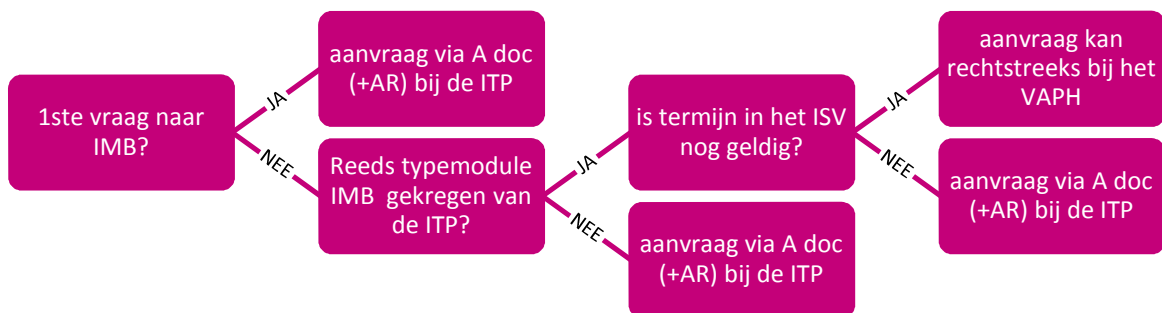 1ste vraag naar
IMB?
JA
aanvraag via A doc
(+AR) bij de ITP
NEE
Reeds typemodule
IMB gekregen van
de ITP?
JA
is termijn in het ISV
nog geldig?
JA
aanvraag kan
rechtstreeks bij het
VAPH
NEE
aanvraag via A doc
(+AR) bij de ITP
NEE
aanvraag via A doc
(+AR) bij de ITP